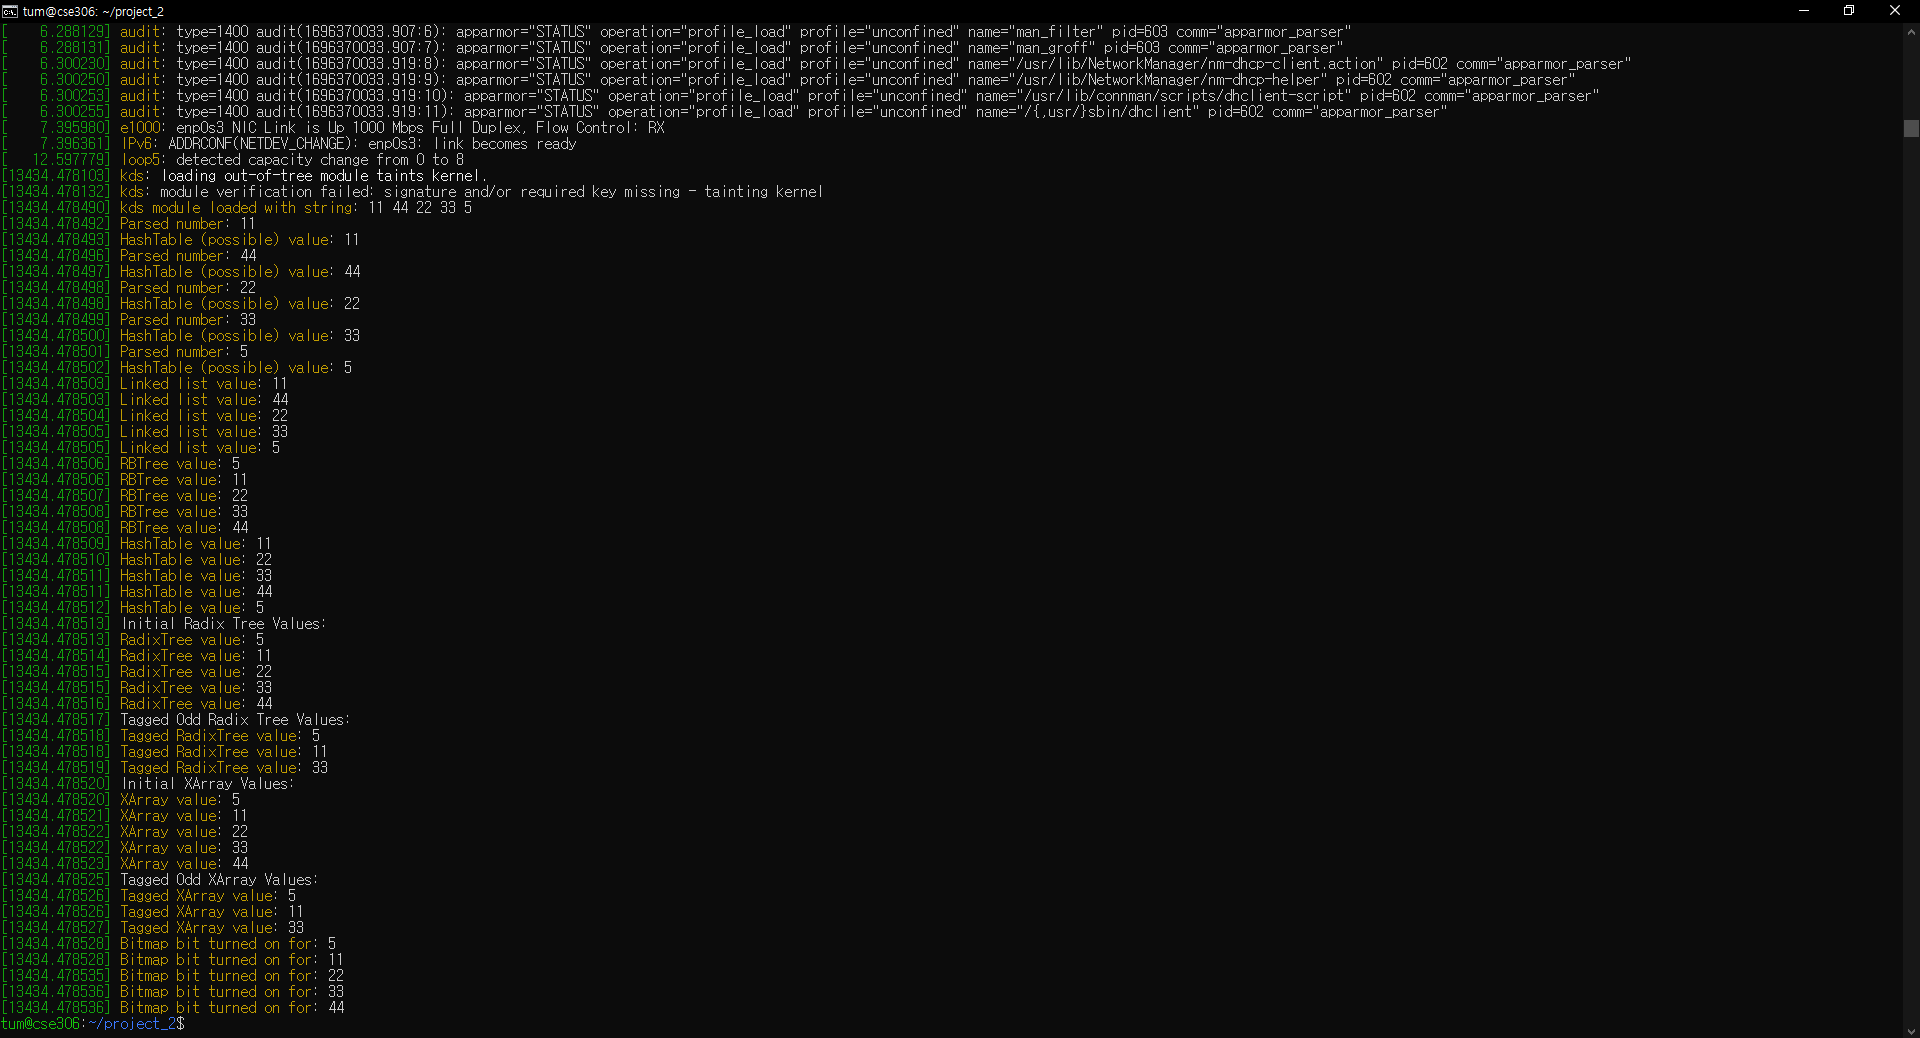 tum@cse306: ~/project_2
[    6.288129] audit: type=1400 audit(1696370033.907:6): apparmor="STATUS" operation="profile_load" profile="unconfined" name="man_filter" pid=603 comm="apparmor_parser"
[    6.288131] audit: type=1400 audit(1696370033.907:7): apparmor="STATUS" operation="profile_load" profile="unconfined" name="man_groff" pid=603 comm="apparmor_parser"
[    6.300230] audit: type=1400 audit(1696370033.919:8): apparmor="STATUS" operation="profile_load" profile="unconfined" name="/usr/lib/NetworkManager/nm-dhcp-client.action" pid=602 comm="apparmor_parser"
[    6.300250] audit: type=1400 audit(1696370033.919:9): apparmor="STATUS" operation="profile_load" profile="unconfined" name="/usr/lib/NetworkManager/nm-dhcp-helper" pid=602 comm="apparmor_parser"
[    6.300253] audit: type=1400 audit(1696370033.919:10): apparmor="STATUS" operation="profile_load" profile="unconfined" name="/usr/lib/connman/scripts/dhclient-script" pid=602 comm="apparmor_parser"
[    6.300255] audit: type=1400 audit(1696370033.919:11): apparmor="STATUS" operation="profile_load" profile="unconfined" name="/{,usr/}sbin/dhclient" pid=602 comm="apparmor_parser"
[    7.395980] e1000: enp0s3 NIC Link is Up 1000 Mbps Full Duplex, Flow Control: RX
[    7.396361] IPv6: ADDRCONF(NETDEV_CHANGE): enp0s3: link becomes ready
[   12.597779] loop5: detected capacity change from 0 to 8
[13434.478103] kds: loading out-of-tree module taints kernel.
[13434.478132] kds: module verification failed: signature and/or required key missing - tainting kernel
[13434.478490] kds module loaded with string: 11 44 22 33 5
[13434.478492] Parsed number: 11
[13434.478493] HashTable (possible) value: 11
[13434.478496] Parsed number: 44
[13434.478497] HashTable (possible) value: 44
[13434.478498] Parsed number: 22
[13434.478498] HashTable (possible) value: 22
[13434.478499] Parsed number: 33
[13434.478500] HashTable (possible) value: 33
[13434.478501] Parsed number: 5
[13434.478502] HashTable (possible) value: 5
[13434.478503] Linked list value: 11
[13434.478503] Linked list value: 44
[13434.478504] Linked list value: 22
[13434.478505] Linked list value: 33
[13434.478505] Linked list value: 5
[13434.478506] RBTree value: 5
[13434.478506] RBTree value: 11
[13434.478507] RBTree value: 22
[13434.478508] RBTree value: 33
[13434.478508] RBTree value: 44
[13434.478509] HashTable value: 11
[13434.478510] HashTable value: 22
[13434.478511] HashTable value: 33
[13434.478511] HashTable value: 44
[13434.478512] HashTable value: 5
[13434.478513] Initial Radix Tree Values:
[13434.478513] RadixTree value: 5
[13434.478514] RadixTree value: 11
[13434.478515] RadixTree value: 22
[13434.478515] RadixTree value: 33
[13434.478516] RadixTree value: 44
[13434.478517] Tagged Odd Radix Tree Values:
[13434.478518] Tagged RadixTree value: 5
[13434.478518] Tagged RadixTree value: 11
[13434.478519] Tagged RadixTree value: 33
[13434.478520] Initial XArray Values:
[13434.478520] XArray value: 5
[13434.478521] XArray value: 11
[13434.478522] XArray value: 22
[13434.478522] XArray value: 33
[13434.478523] XArray value: 44
[13434.478525] Tagged Odd XArray Values:
[13434.478526] Tagged XArray value: 5
[13434.478526] Tagged XArray value: 11
[13434.478527] Tagged XArray value: 33
[13434.478528] Bitmap bit turned on for: 5
[13434.478528] Bitmap bit turned on for: 11
[13434.478535] Bitmap bit turned on for: 22
[13434.478536] Bitmap bit turned on for: 33
[13434.478536] Bitmap bit turned on for: 44
tum@cse306:~/project_2$